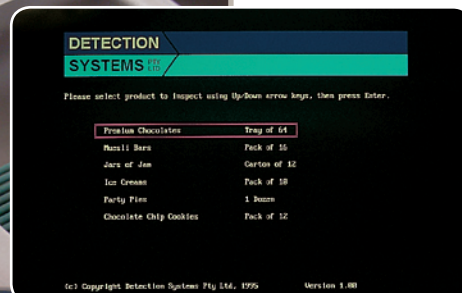 DETECTION
SYSTEMS PTY LTD
Please select product to Inspect using Up/Down arrow keys, then press Enter.
Premium Chocolates Tray of 64
Muesli Bars Pack of 16
Jars of Jam Carton of 12
Ice Creams Pack of 10
Party Pies 1 Dozen
Chocolate Chip Cookies Pack of 12
(c) Copyright Detection Systems Pty Ltd, 1995 Version 1.00